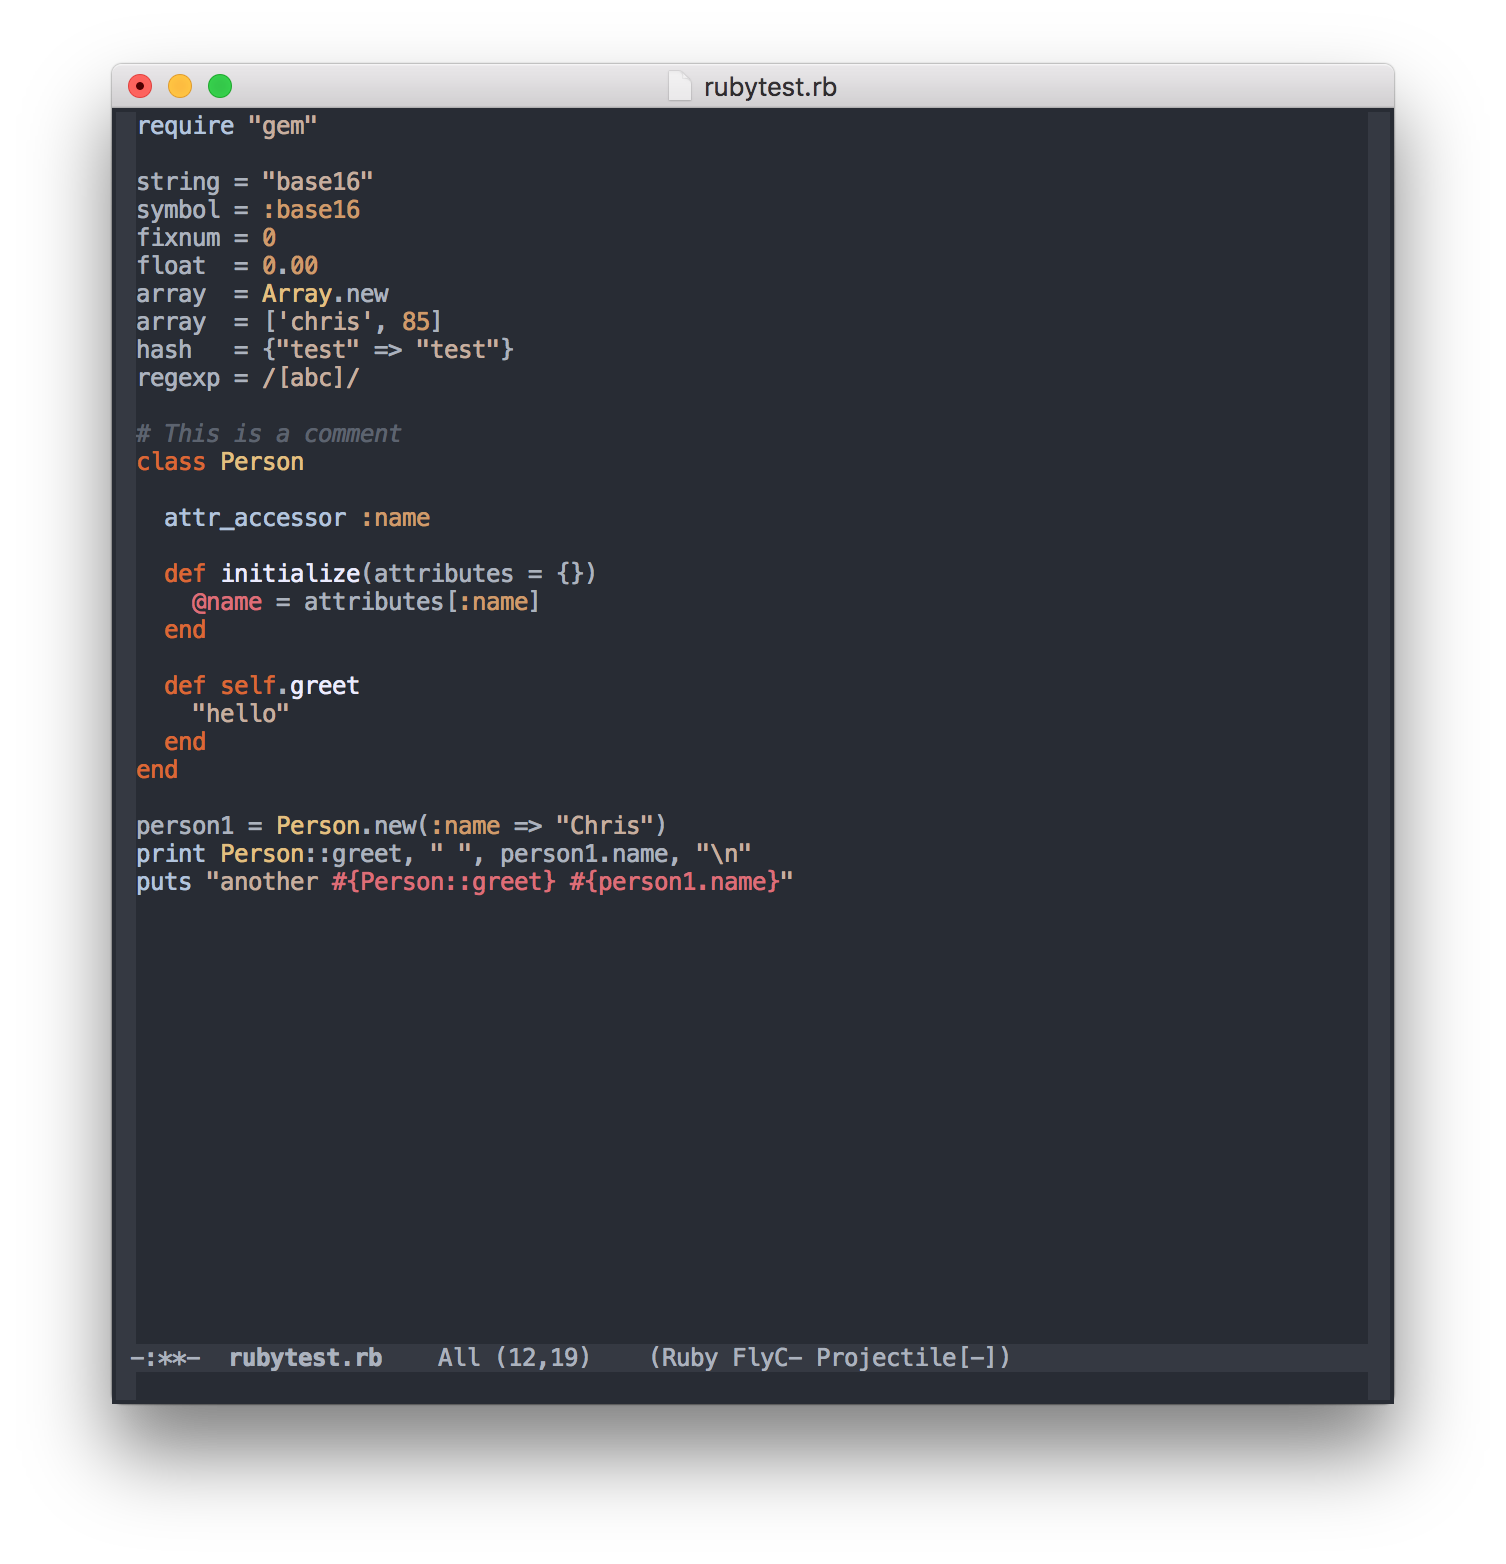 rubytest.rb
require "gem"
string = "base16"
symbol = :base16
fixnum = 0
float  = 0.00
array  = Array.new
array  = ['chris', 85]
hash   = {"test" => "test"}
regexp = /[abc]/
# This is a comment
class Person
  attr_accessor :name
  def initialize(attributes = {})
    @name = attributes[:name]
  end
  def self.greet
    "hello"
  end
end
person1 = Person.new(:name => "Chris")
print Person::greet, " ", person1.name, "\n"
puts "another #{Person::greet} #{person1.name}"
-:**-  rubytest.rb    All (12,19)    (Ruby FlyC- Projectile[-])